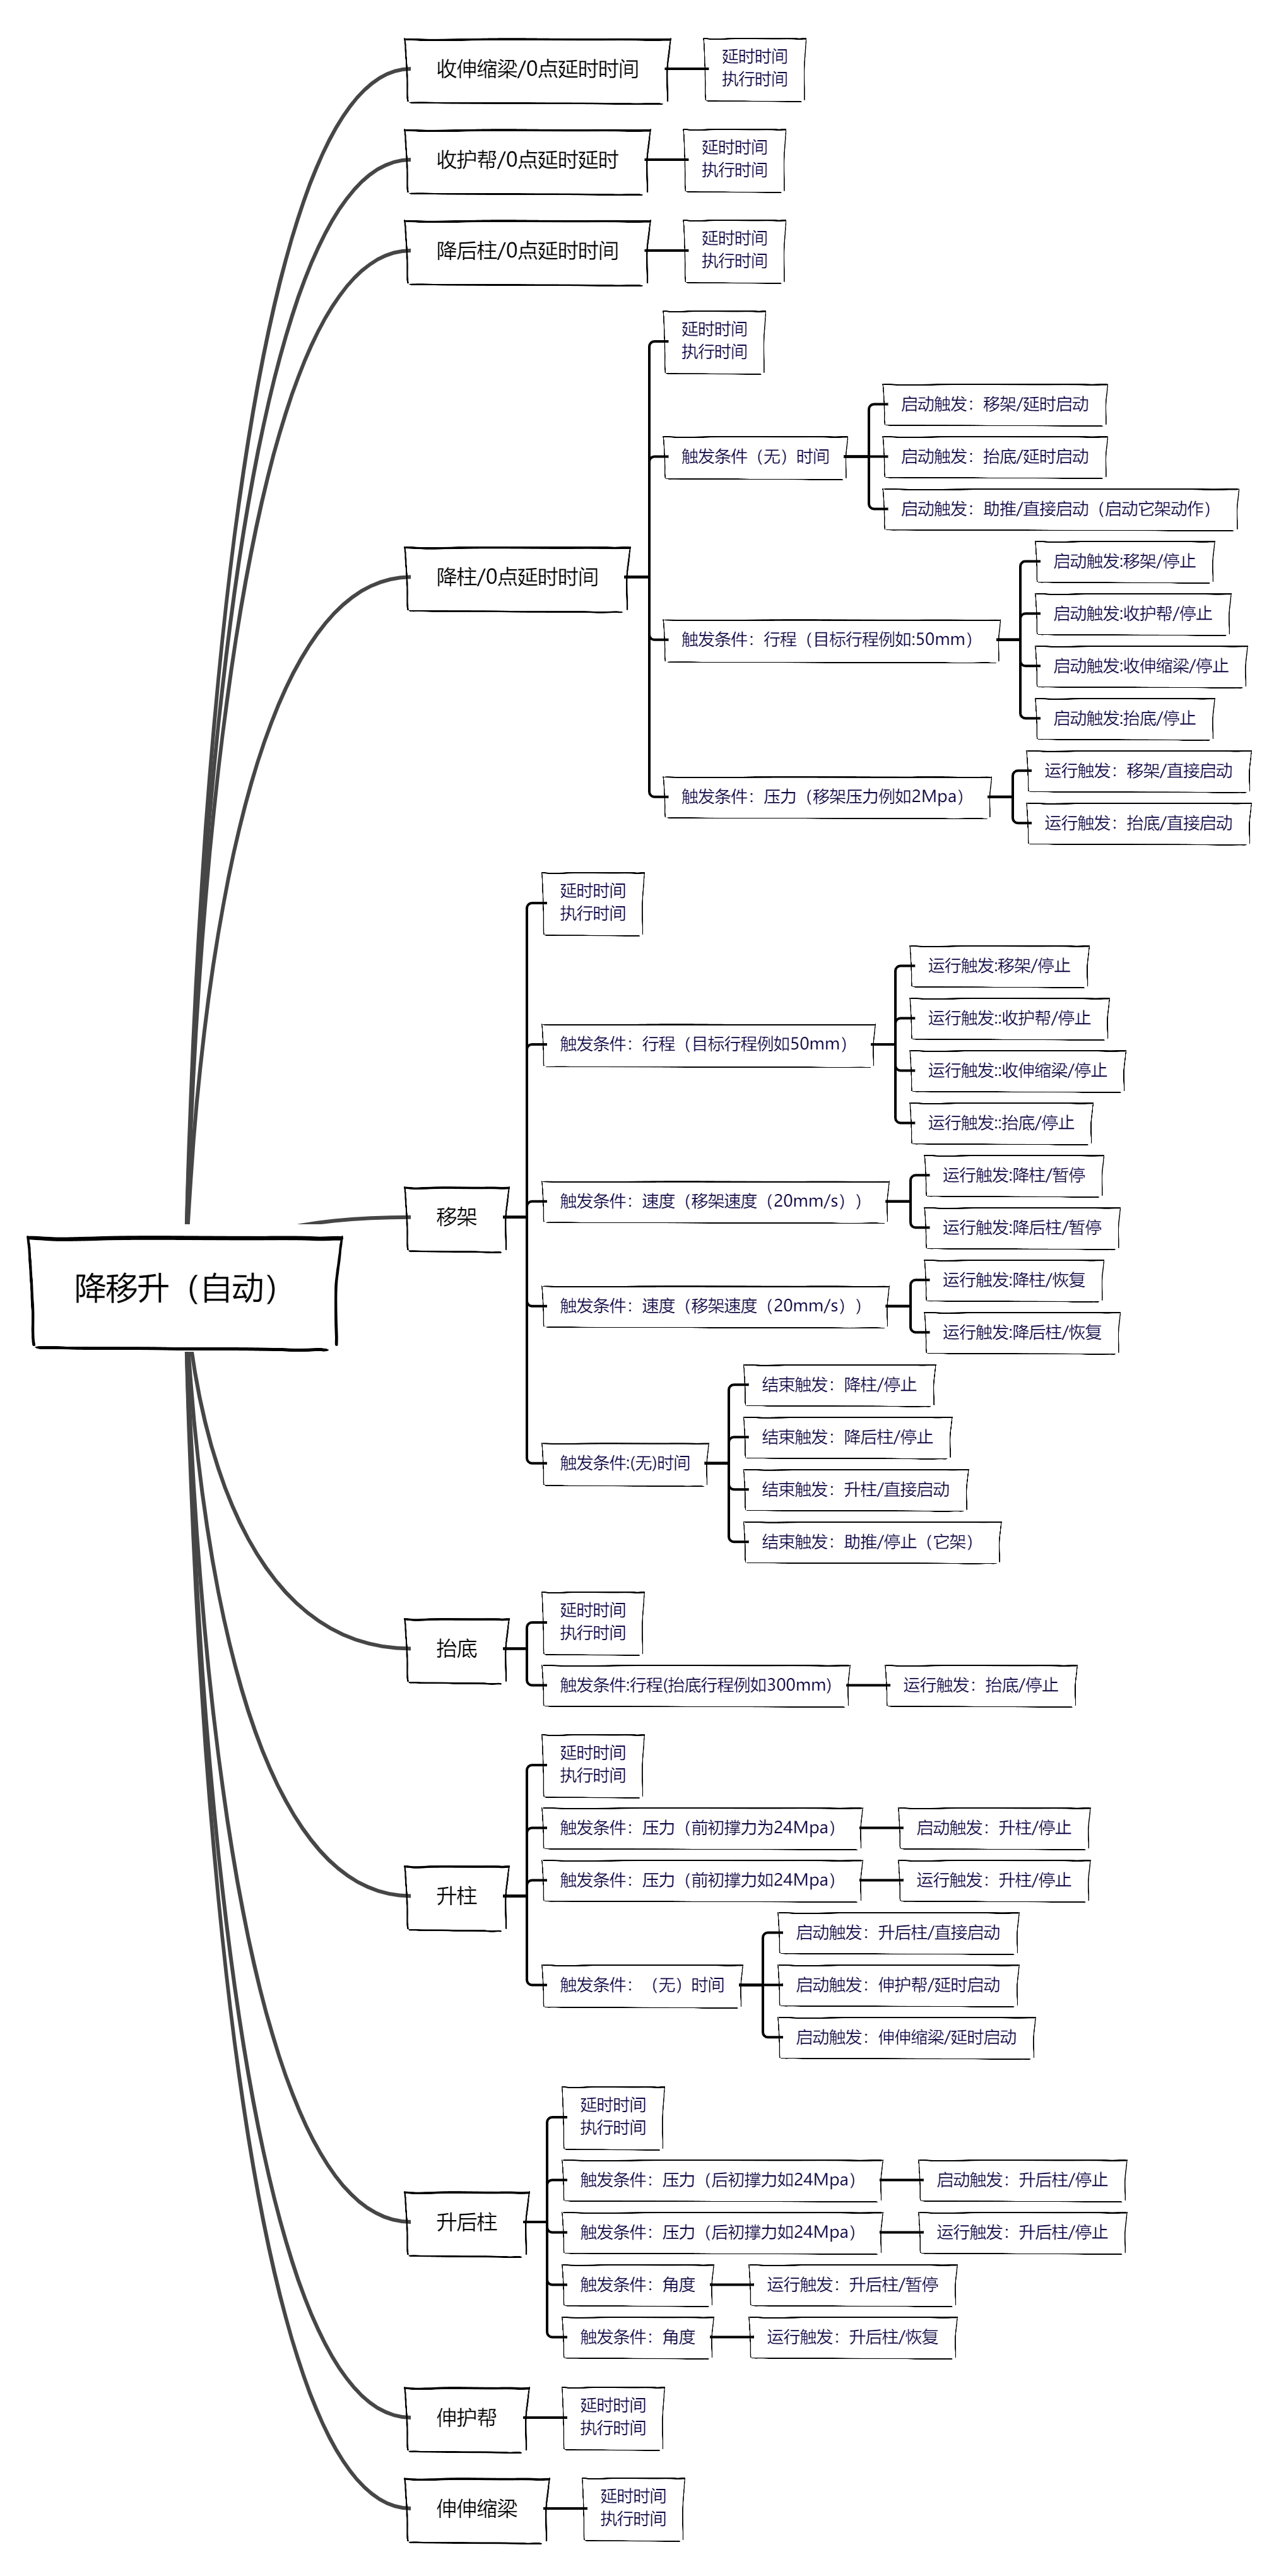 收伸缩梁/0点延时时间
延时时间
执行时间
收护帮/0点延时延时
延时时间
执行时间
降后柱/0点延时时间
延时时间
执行时间
降柱/0点延时时间
延时时间
执行时间
触发条件（无）时间
启动触发：移架/延时启动
启动触发：抬底/延时启动
启动触发：助推/直接启动（启动它架动作）
触发条件：行程（目标行程例如:50mm）
启动触发:移架/停止
启动触发:收护帮/停止
启动触发:收伸缩梁/停止
启动触发:抬底/停止
触发条件：压力（移架压力例如2Mpa）
运行触发：移架/直接启动
运行触发：抬底/直接启动
降移升（自动）
移架
延时时间
执行时间
触发条件：行程（目标行程例如50mm）
运行触发:移架/停止
运行触发::收护帮/停止
运行触发::收伸缩梁/停止
运行触发::抬底/停止
触发条件：速度（移架速度（20mm/s））
运行触发:降柱/暂停
运行触发:降后柱/暂停
触发条件：速度（移架速度（20mm/s））
运行触发:降柱/恢复
运行触发:降后柱/恢复
触发条件:(无)时间
结束触发：降柱/停止
结束触发：降后柱/停止
结束触发：升柱/直接启动
结束触发：助推/停止（它架）
抬底
延时时间
执行时间
触发条件:行程(抬底行程例如300mm)
运行触发：抬底/停止
升柱
延时时间
执行时间
触发条件：压力（前初撑力为24Mpa）
启动触发：升柱/停止
触发条件：压力（前初撑力如24Mpa）
运行触发：升柱/停止
触发条件：（无）时间
启动触发：升后柱/直接启动
启动触发：伸护帮/延时启动
启动触发：伸伸缩梁/延时启动
升后柱
延时时间
执行时间
触发条件：压力（后初撑力如24Mpa）
启动触发：升后柱/停止
触发条件：压力（后初撑力如24Mpa）
运行触发：升后柱/停止
触发条件：角度
运行触发：升后柱/暂停
触发条件：角度
运行触发：升后柱/恢复
伸护帮
延时时间
执行时间
伸伸缩梁
延时时间
执行时间